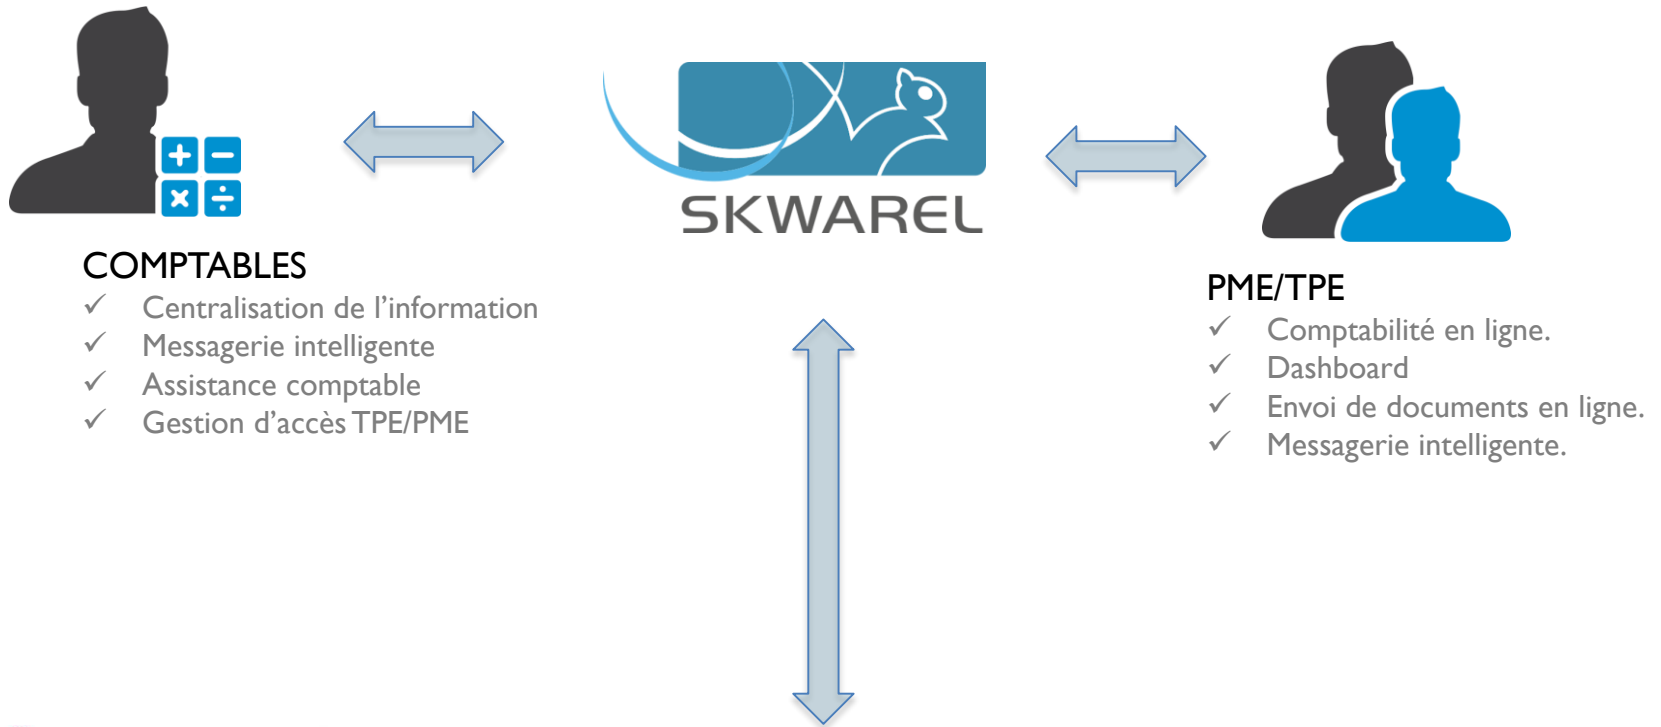 SKWAREL
COMPTABLES
✓ Centralisation de l’information
✓ Messagerie intelligente
✓ Assistance comptable
✓ Gestion d’accès TPE/PME
PME/TPE
✓ Comptabilité en ligne.
✓ Dashboard
✓ Envoi de documents en ligne.
✓ Messagerie intelligente.